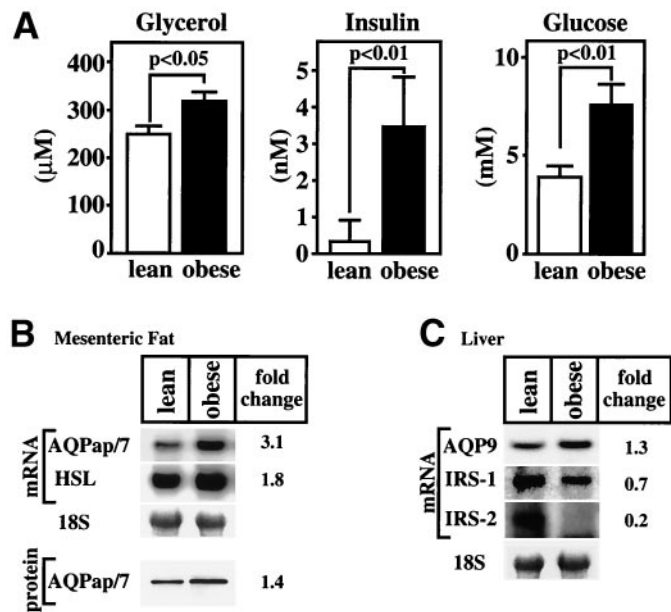 A
Glycerol
p<0.05
400
300
200
100
0
(μM)
lean obese
Insulin
p<0.01
5
4
3
2
1
0
(nM)
lean obese
Glucose
p<0.01
10
5
0
(mM)
lean obese
B Mesenteric Fat
lean
obese
fold
change
mRNA
AQPap/7
3.1
HSL
1.8
18S
protein
AQPap/7
1.4
C Liver
lean
obese
fold
change
mRNA
AQP9
1.3
IRS-1
0.7
IRS-2
0.2
18S